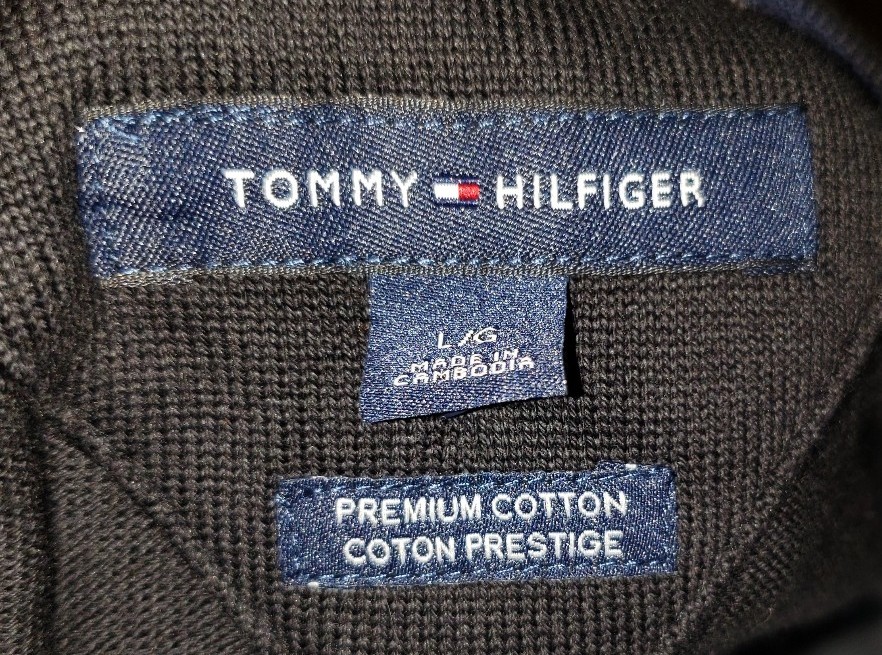 TOMMY HILFIGER
L/G
MADE IN
CAMBODIA
PREMIUM COTTON
COTON PRESTIGE